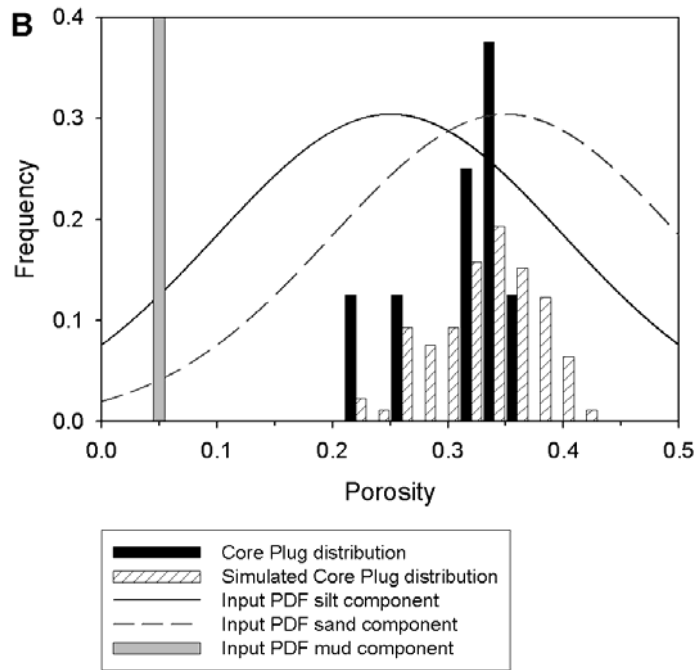 B
0.4
0.3
0.2
0.1
0.0
Frequency
0.0 0.1 0.2 0.3 0.4 0.5
Porosity
Core Plug distribution
Simulated Core Plug distribution
Input PDF silt component
Input PDF sand component
Input PDF mud component